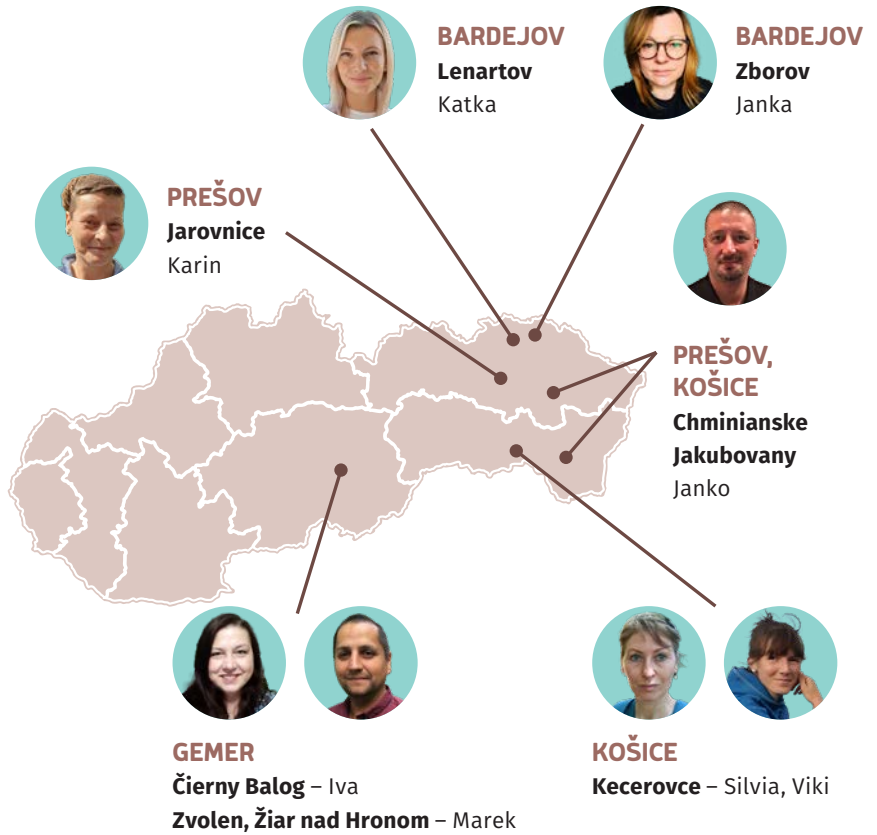 BARDEJOV
Lenartov
Katka
BARDEJOV
Zborov
Janka
PREŠOV
Jarovnice
Karin
PREŠOV,
KOŠICE
Chminianske
Jakubovany
Janko
GEMER
Čierny Balog – Iva
Zvolen, Žiar nad Hronom – Marek
KOŠICE
Kecerovce – Silvia, Viki